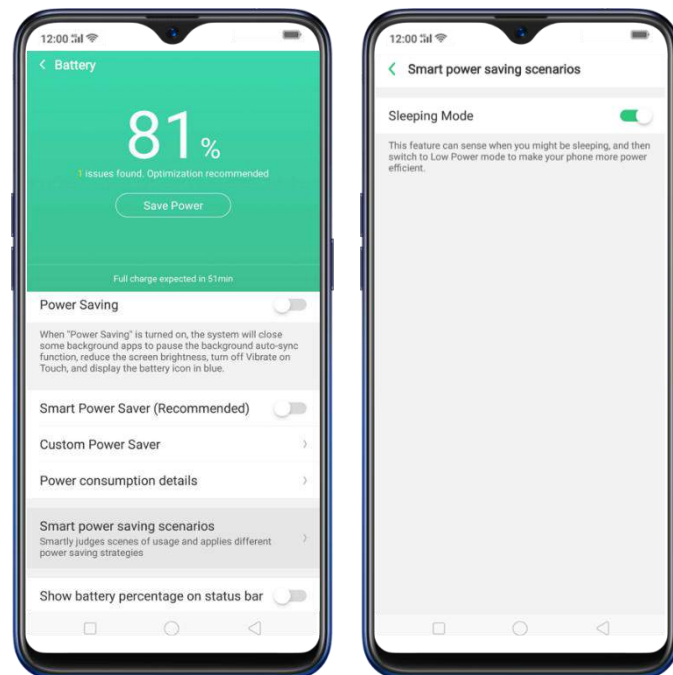 12:00
Battery
81%
1 issues found. Optimization recommended
Save Power
Full charge expected in 51min
Power Saving
When "Power Saving" is turned on, the system will close
some background apps to pause the background auto-sync
function, reduce the screen brightness, turn off Vibrate on
Touch, and display the battery icon in blue.
Smart Power Saver (Recommended)
Custom Power Saver
Power consumption details
Smart power saving scenarios
Smartly judges scenes of usage and applies different
power saving strategies
Show battery percentage on status bar
12:00
Smart power saving scenarios
Sleeping Mode
This feature can sense when you might be sleeping, and then
switch to Low Power mode to make your phone more power
efficient.